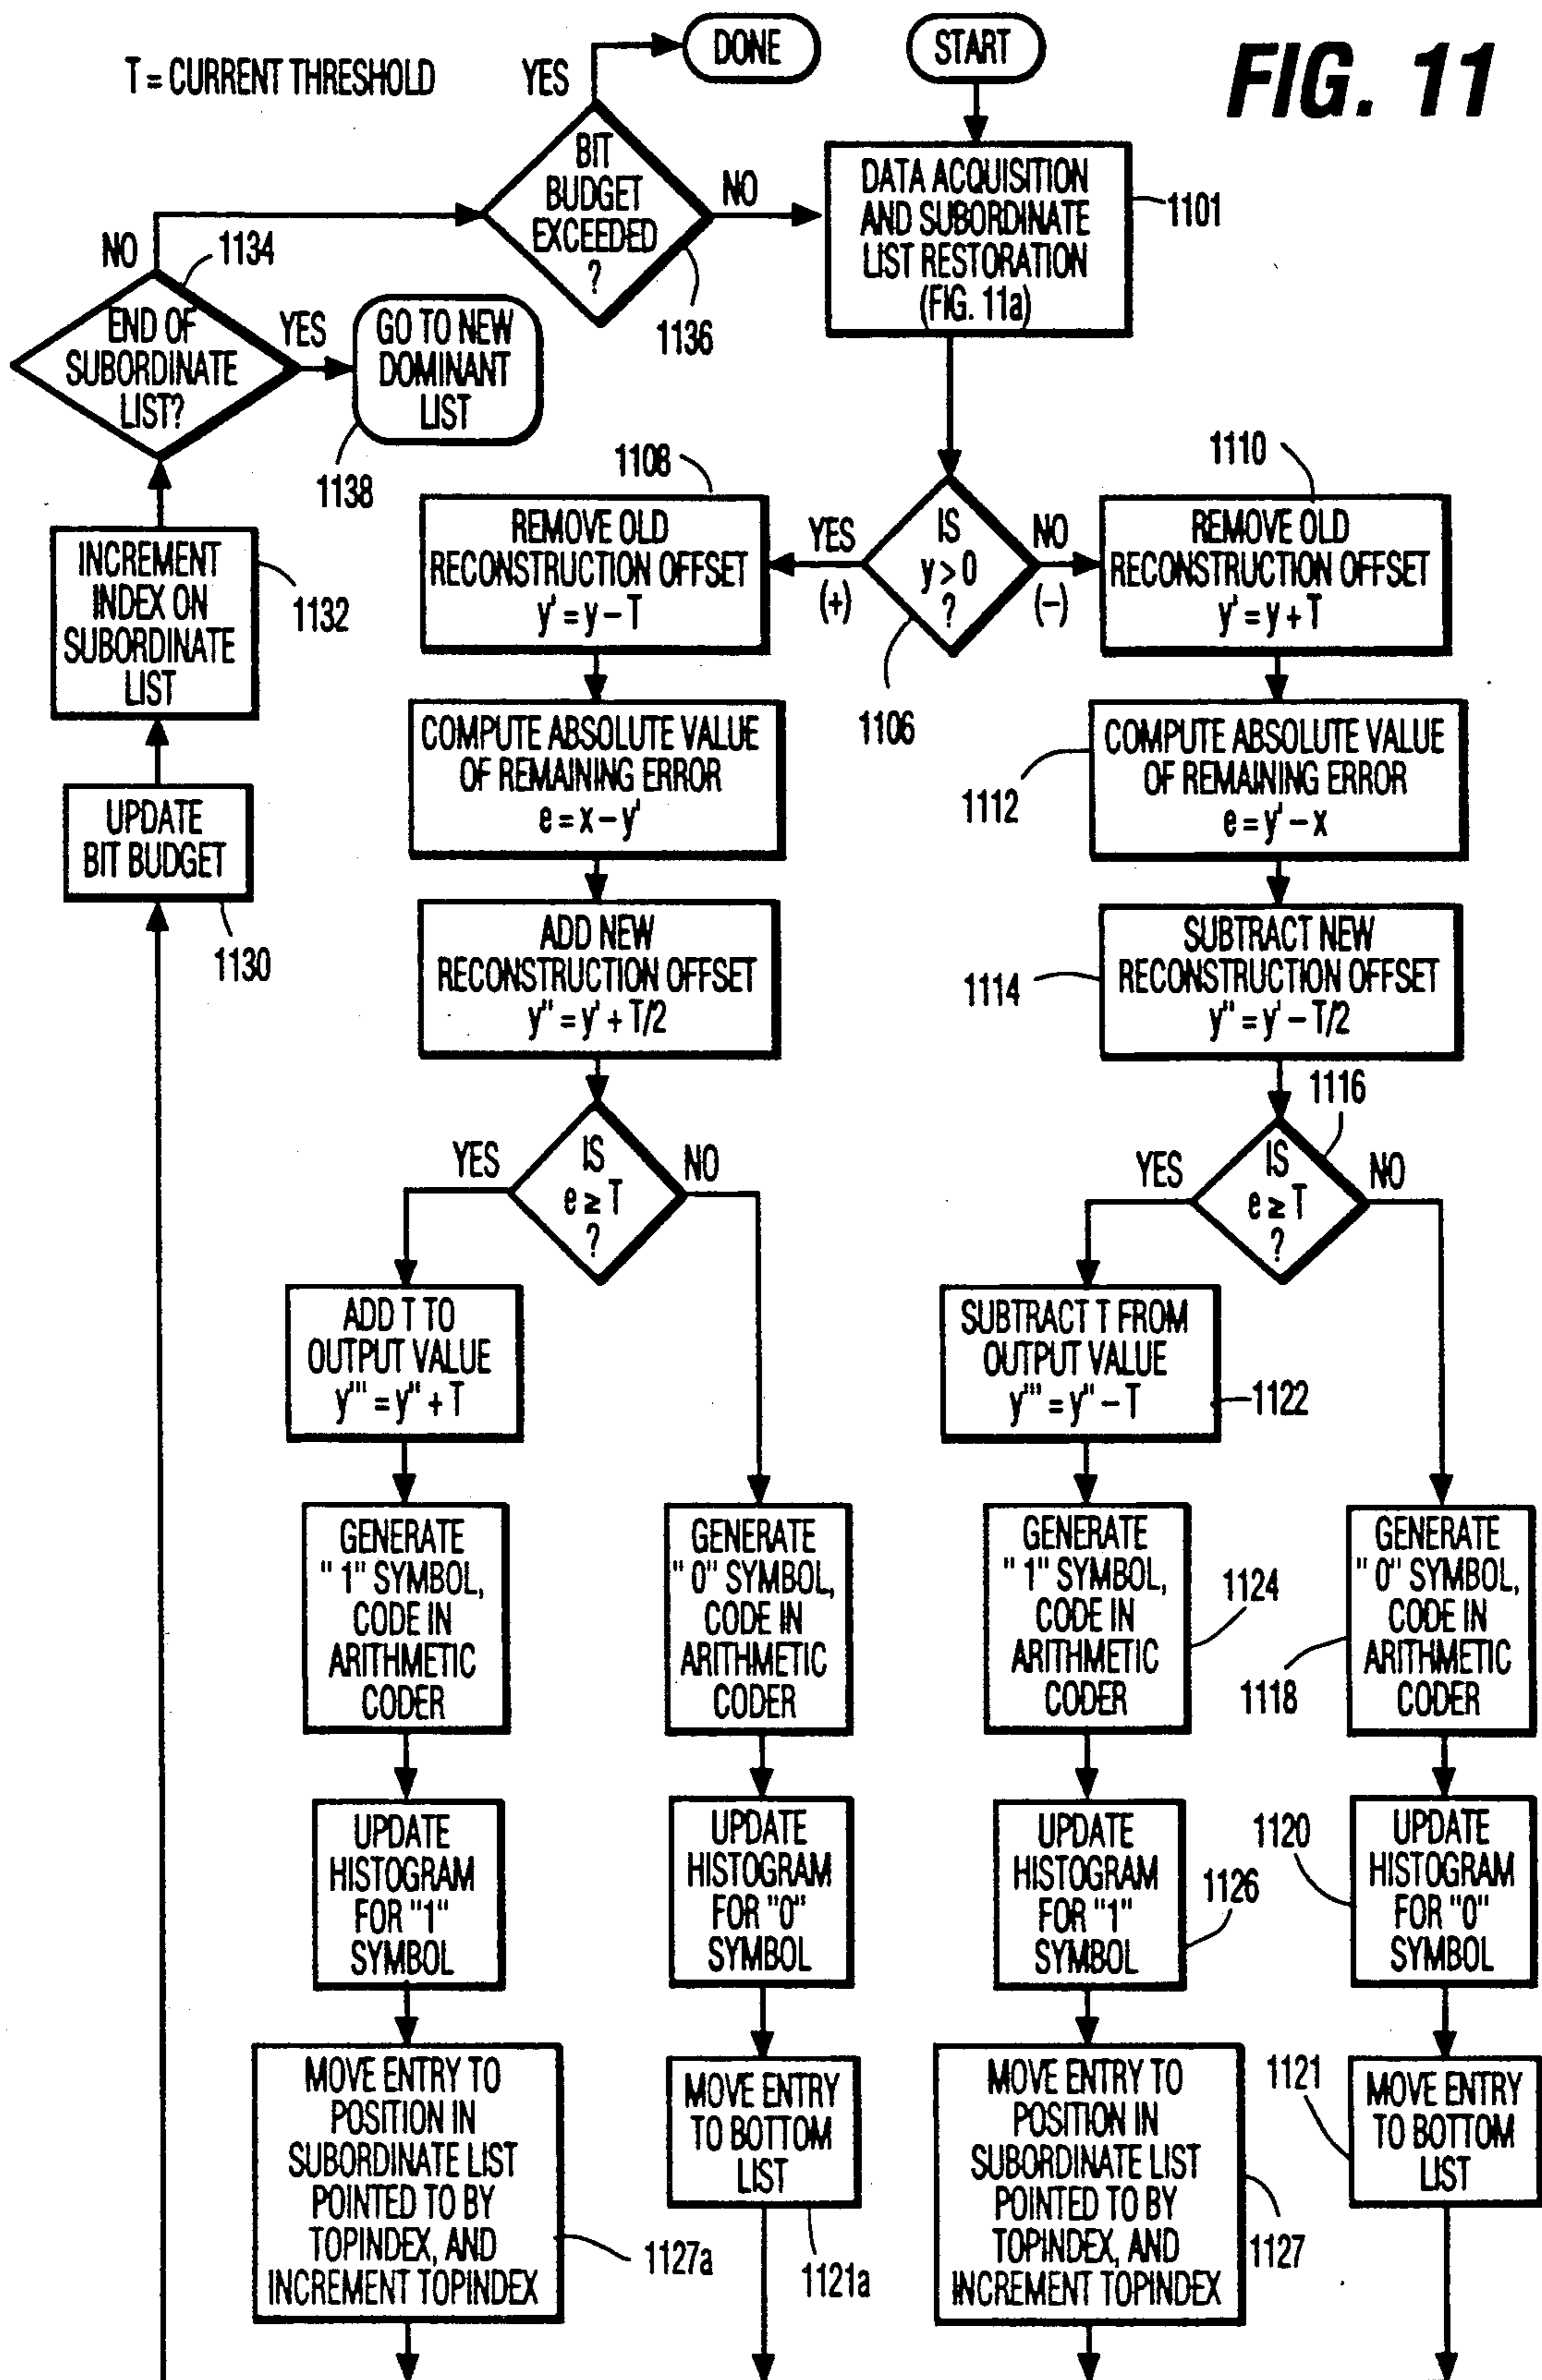 FIG. 11
T = CURRENT THRESHOLD
YES
DONE
START
BIT
BUDGET
EXCEEDED
?
NO
1136
DATA ACQUISITION
AND SUBORDINATE
LIST RESTORATION
(FIG. 11a)
1101
NO
1134
END OF
SUBORDINATE
LIST?
YES
GO TO NEW
DOMINANT
LIST
1138
INCREMENT
INDEX ON
SUBORDINATE
LIST
1132
UPDATE
BIT BUDGET
1130
1108
REMOVE OLD
RECONSTRUCTION OFFSET
y' = y – T
YES
(+)
IS
y > 0
?
NO
(–)
1106
1110
REMOVE OLD
RECONSTRUCTION OFFSET
y' = y + T
COMPUTE ABSOLUTE VALUE
OF REMAINING ERROR
e = x – y'
1112
COMPUTE ABSOLUTE VALUE
OF REMAINING ERROR
e = y' – x
ADD NEW
RECONSTRUCTION OFFSET
y" = y' + T/2
1114
SUBTRACT NEW
RECONSTRUCTION OFFSET
y" = y' – T/2
YES
IS
e ≥ T
?
NO
1116
YES
IS
e ≥ T
?
NO
ADD T TO
OUTPUT VALUE
y"' = y" + T
SUBTRACT T FROM
OUTPUT VALUE
y"' = y" – T
1122
GENERATE
" 1" SYMBOL,
CODE IN
ARITHMETIC
CODER
GENERATE
" 0" SYMBOL,
CODE IN
ARITHMETIC
CODER
GENERATE
" 1" SYMBOL,
CODE IN
ARITHMETIC
CODER
1124
GENERATE
" 0" SYMBOL,
CODE IN
ARITHMETIC
CODER
1118
UPDATE
HISTOGRAM
FOR "1"
SYMBOL
UPDATE
HISTOGRAM
FOR "0"
SYMBOL
UPDATE
HISTOGRAM
FOR "1"
SYMBOL
1126
1120
UPDATE
HISTOGRAM
FOR "0"
SYMBOL
MOVE ENTRY TO
POSITION IN
SUBORDINATE LIST
POINTED TO BY
TOPINDEX, AND
INCREMENT TOPINDEX
1127a
MOVE ENTRY
TO BOTTOM
LIST
1121a
MOVE ENTRY TO
POSITION IN
SUBORDINATE LIST
POINTED TO BY
TOPINDEX, AND
INCREMENT TOPINDEX
1127
1121
MOVE ENTRY
TO BOTTOM
LIST